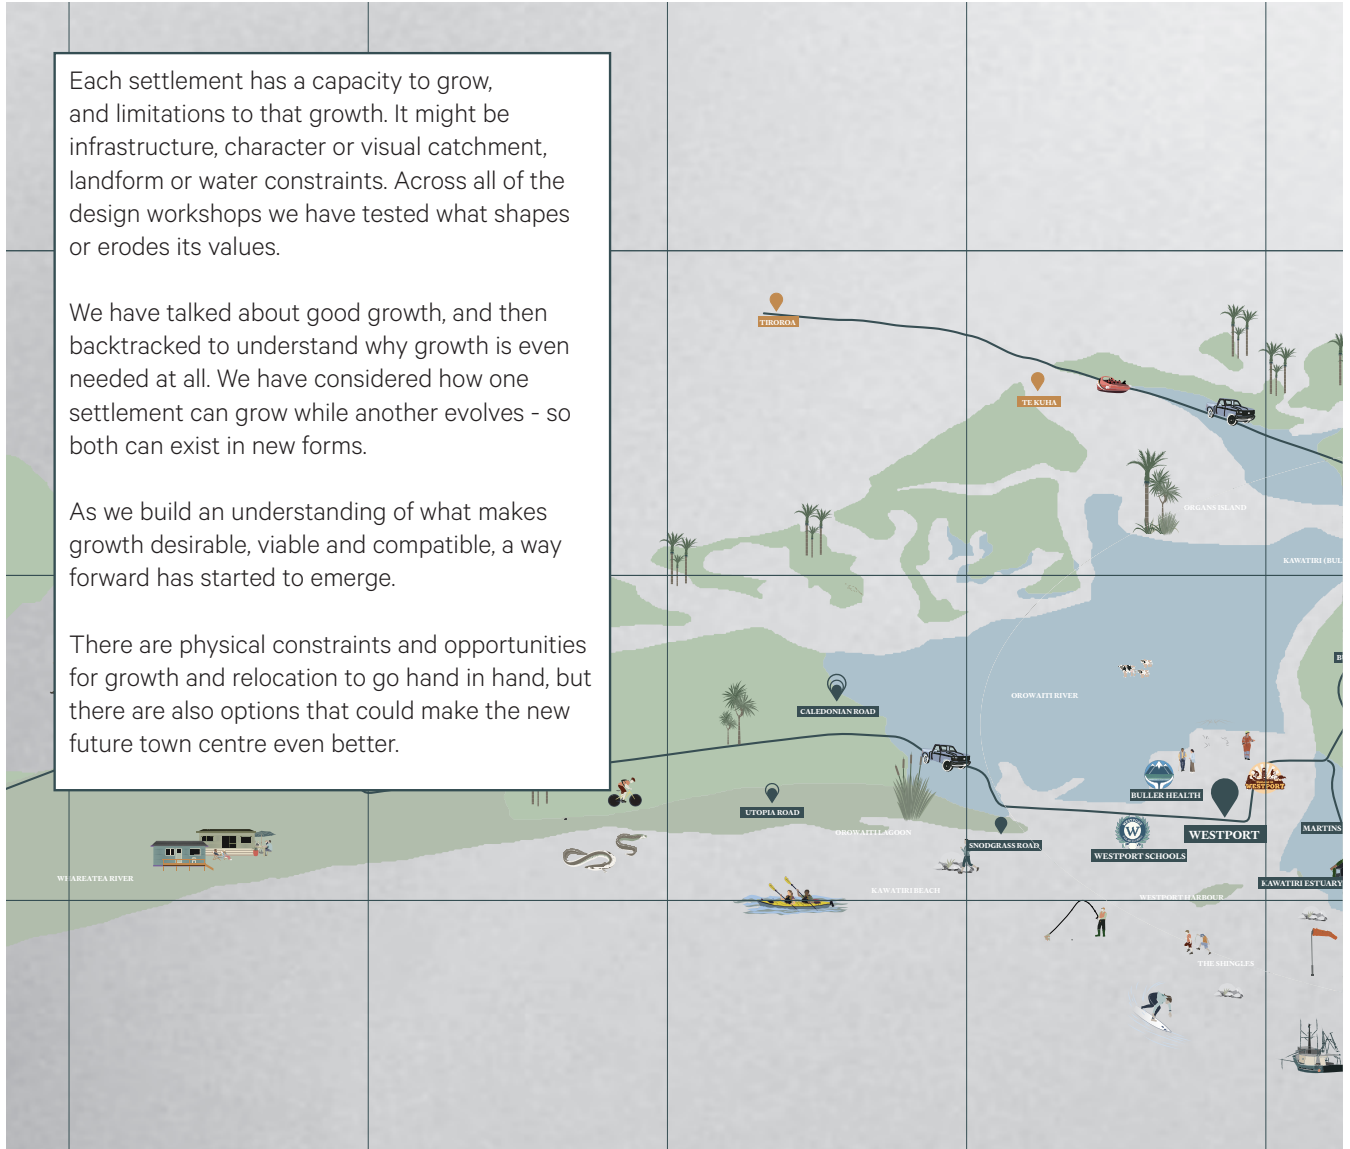 Each settlement has a capacity to grow,
and limitations to that growth. It might be
infrastructure, character or visual catchment,
landform or water constraints. Across all of the
design workshops we have tested what shapes
or erodes its values.
We have talked about good growth, and then
backtracked to understand why growth is even
needed at all. We have considered how one
settlement can grow while another evolves - so
both can exist in new forms.
As we build an understanding of what makes
growth desirable, viable and compatible, a way
forward has started to emerge.
There are physical constraints and opportunities
for growth and relocation to go hand in hand, but
there are also options that could make the new
future town centre even better.
TIROROA
TE KUHA
ORGANS ISLAND
KAWATIRI (BUL
OROWAITI RIVER
CALEDONIAN ROAD
BULLER HEALTH
WESTPORT
UTOPIA ROAD
WESTPORT
OROWAITI LAGOON
SNODGRASS ROAD
W
WESTPORT SCHOOLS
MARTINS
WHAREATEA RIVER
KAWATIRI BEACH
KAWATIRI ESTUARY
WESTPORT HARBOUR
THE SHINGLES